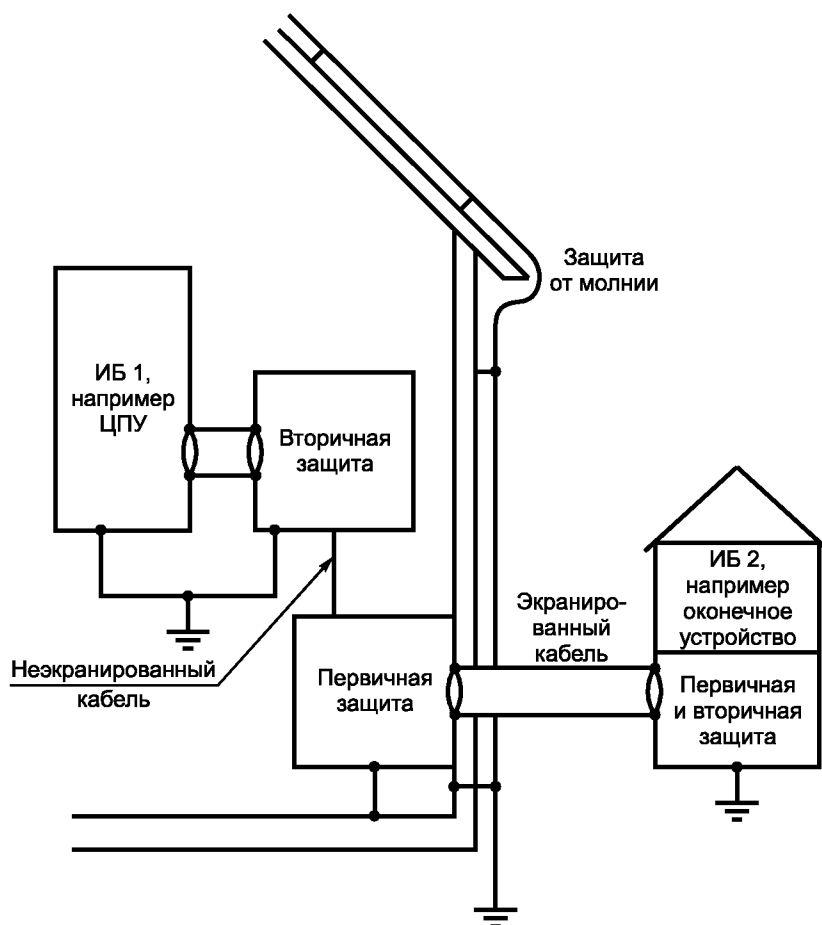 Защита
от молнии
ИБ 1,
например
ЦПУ
Вторичная
защита
ИБ 2,
например
оконечное
устройство
Экраниро-
ванный
кабель
Неэкранированный
кабель
Первичная
защита
Первичная
и вторичная
защита